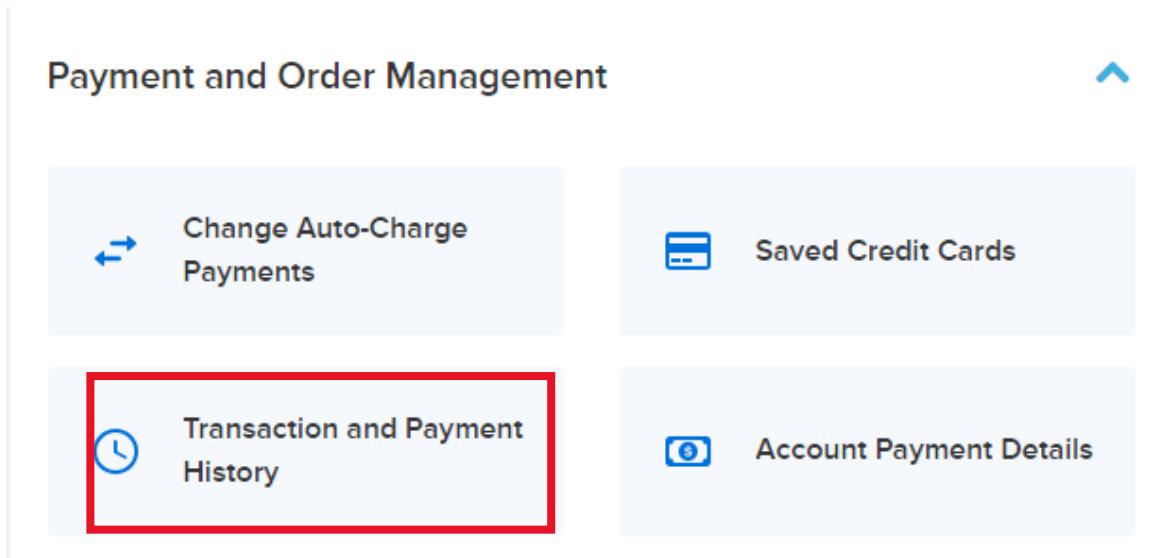 Payment and Order Management
Change Auto-Charge
Payments
Saved Credit Cards
Transaction and Payment
History
Account Payment Details